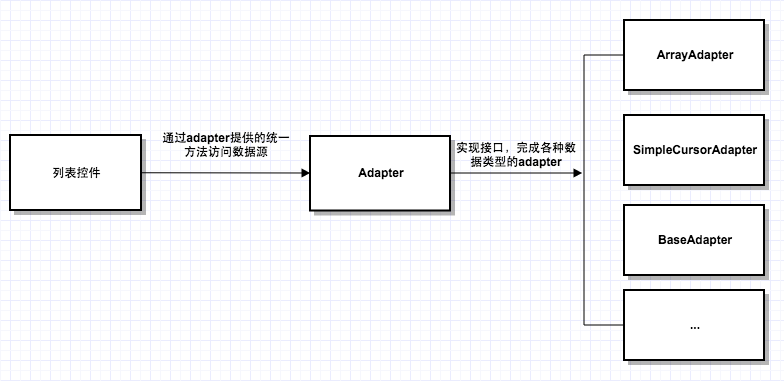 列表控件
通过adapter提供的统一
方法访问数据源
Adapter
实现接口，完成各种数
据类型的adapter
ArrayAdapter
SimpleCursorAdapter
BaseAdapter
...